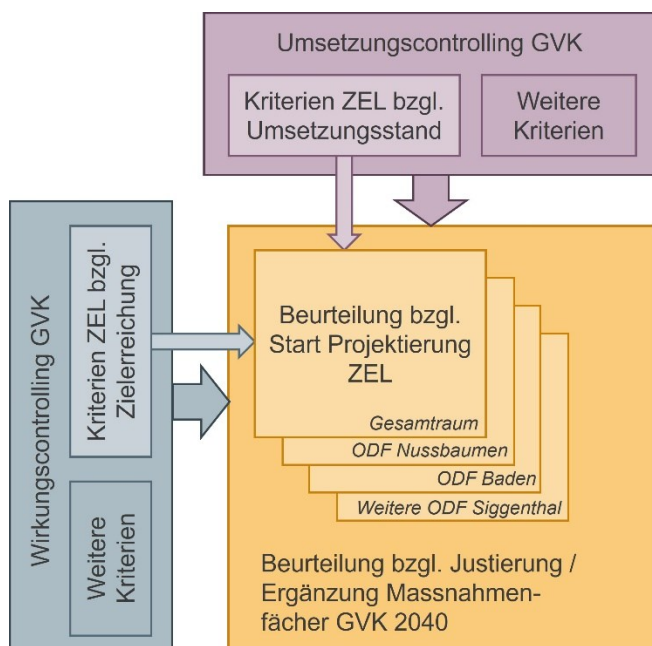 Umsetzungscontrolling GVK
Kriterien ZEL bzgl.
Umsetzungsstand
Weitere
Kriterien
Wirkungscontrolling GVK
Kriterien ZEL bzgl.
Zielerreichung
Weitere
Kriterien
Beurteilung bzgl.
Start Projektierung
ZEL
Gesamtraum
ODF Nussbaumen
ODF Baden
Weitere ODF Siggenthal
Beurteilung bzgl. Justierung /
Ergänzung Massnahmen-
fächer GVK 2040